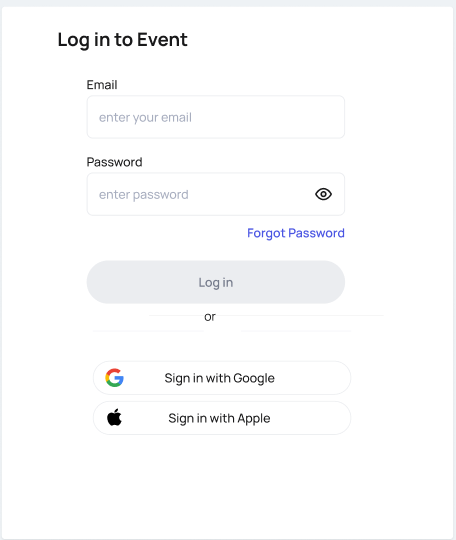 Log in to Event
Email
enter your email
Password
enter password
Forgot Password
Log in
or
Sign in with Google
Sign in with Apple